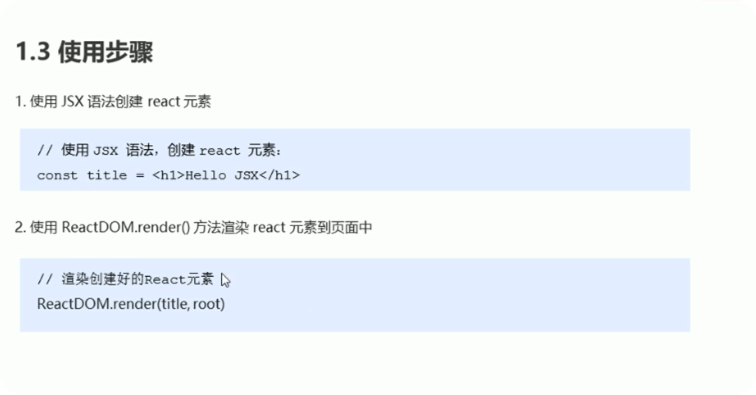 1.3 使用步骤
1. 使用 JSX 语法创建 react 元素
// 使用 JSX 语法，创建 react 元素：
const title = <h1>Hello JSX</h1>
2. 使用 ReactDOM.render() 方法渲染 react 元素到页面中
// 渲染创建好的React元素
ReactDOM.render(title, root)